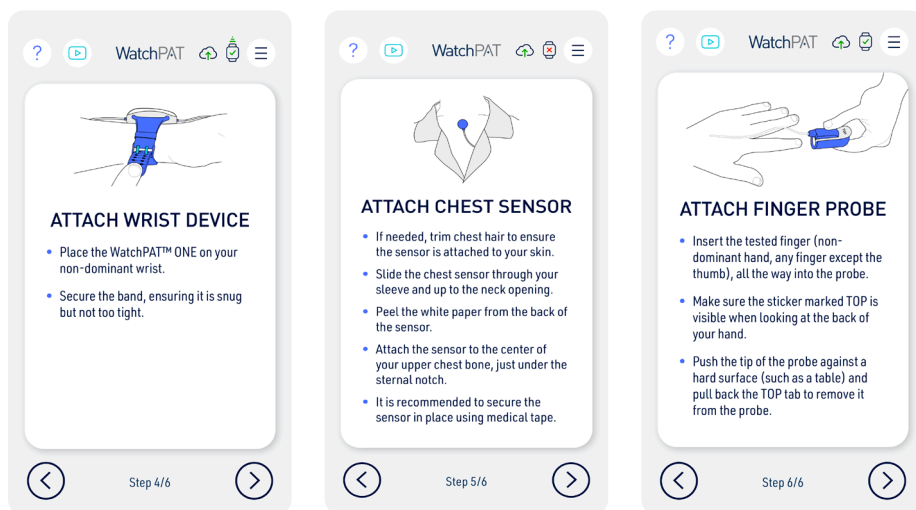 ?
WatchPAT
ATTACH WRIST DEVICE
• Place the WatchPAT™ ONE on your
non-dominant wrist.
• Secure the band, ensuring it is snug
but not too tight.
Step 4/6
?
WatchPAT
ATTACH CHEST SENSOR
• If needed, trim chest hair to ensure
the sensor is attached to your skin.
• Slide the chest sensor through your
sleeve and up to the neck opening.
• Peel the white paper from the back of
the sensor.
• Attach the sensor to the center of
your upper chest bone, just under the
sternal notch.
• It is recommended to secure the
sensor in place using medical tape.
Step 5/6
?
WatchPAT
ATTACH FINGER PROBE
• Insert the tested finger (non-
dominant hand, any finger except the
thumb), all the way into the probe.
• Make sure the sticker marked TOP is
visible when looking at the back of
your hand.
• Push the tip of the probe against a
hard surface (such as a table) and
pull back the TOP tab to remove it
from the probe.
Step 6/6